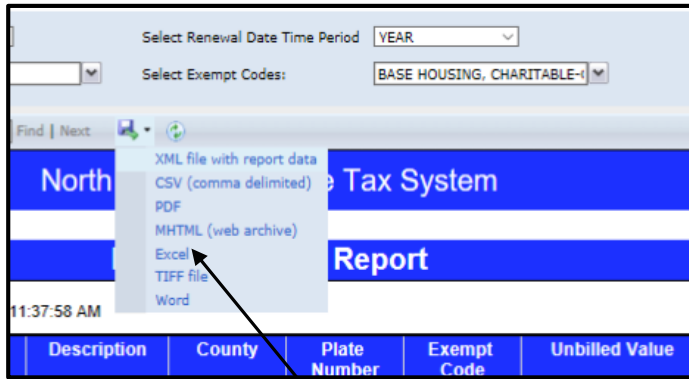 Select Renewal Date Time Period YEAR
Select Exempt Codes: BASE HOUSING, CHARITABLE-
Find | Next
XML file with report data
CSV (comma delimited)
PDF
MHTML (web archive)
Excel
TIFF file
Word
North e Tax System
Report
11:37:58 AM
Description County Plate Number Exempt Code Unbilled Value